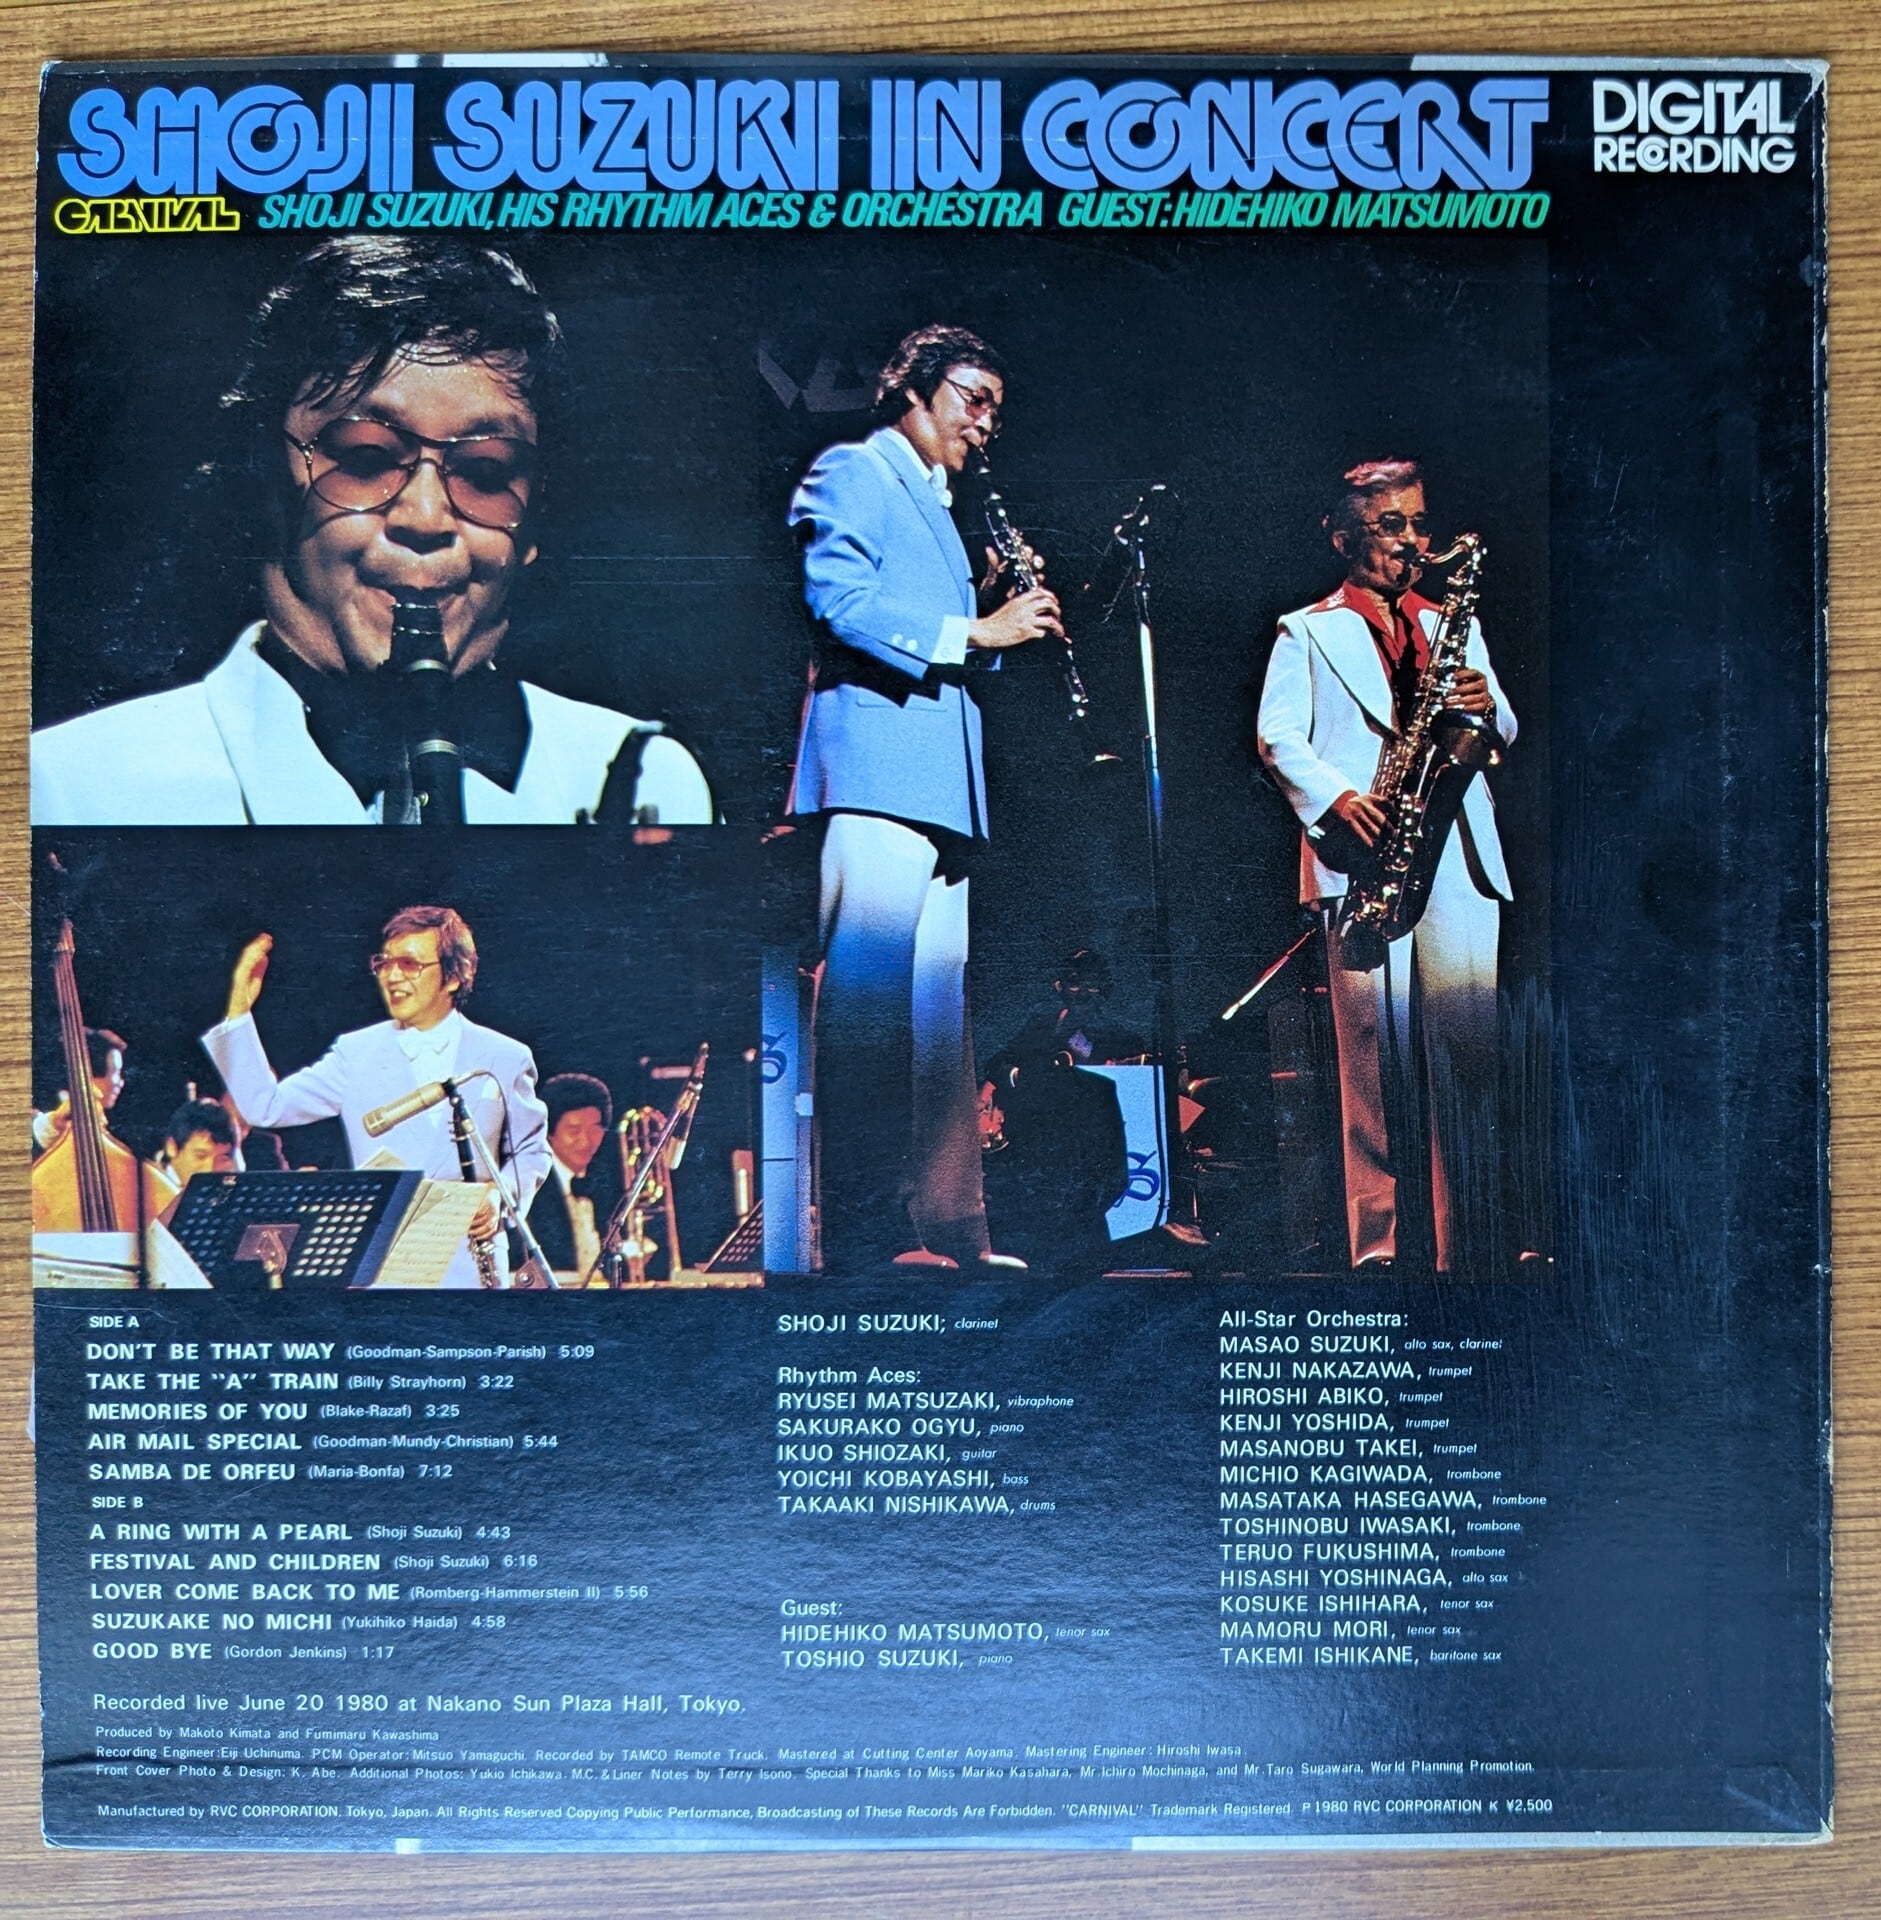 SHOJI SUZUKI IN CONCERT
DIGITAL
RECORDING
CARNIVAL SHOJI SUZUKI, HIS RHYTHM ACES & ORCHESTRA GUEST: HIDEHIKO MATSUMOTO
SIDE A
DON'T BE THAT WAY (Goodman-Sampson-Parish) 5:09
TAKE THE "A" TRAIN (Billy Strayhorn) 3:22
MEMORIES OF YOU (Blake-Razaf) 3:25
AIR MAIL SPECIAL (Goodman-Mundy-Christian) 5:44
SAMBA DE ORFEU (Maria-Bonfa) 7:12
SIDE B
A RING WITH A PEARL (Shoji Suzuki) 4:43
FESTIVAL AND CHILDREN (Shoji Suzuki) 6:16
LOVER COME BACK TO ME (Romberg-Hammerstein II) 5:56
SUZUKAKE NO MICHI (Yukihiko Haida) 4:58
GOOD BYE (Gordon Jenkins) 1:17
SHOJI SUZUKI; clarinet
Rhythm Aces:
RYUSEI MATSUZAKI, vibraphone
SAKURAKO OGYU, piano
IKUO SHIOZAKI, guitar
YOICHI KOBAYASHI, bass
TAKAAKI NISHIKAWA, drums
Guest:
HIDEHIKO MATSUMOTO, tenor sax
TOSHIO SUZUKI, piano
All-Star Orchestra:
MASAO SUZUKI, alto sax, clarinet
KENJI NAKAZAWA, trumpet
HIROSHI ABIKO, trumpet
KENJI YOSHIDA, trumpet
MASANOBU TAKEI, trumpet
MICHIO KAGIWADA, trombone
MASATAKA HASEGAWA, trombone
TOSHINOBU IWASAKI, trombone
TERUO FUKUSHIMA, trombone
HISASHI YOSHINAGA, alto sax
KOSUKE ISHIHARA, tenor sax
MAMORU MORI, tenor sax
TAKEMI ISHIKANE, baritone sax
Recorded live June 20 1980 at Nakano Sun Plaza Hall, Tokyo.
Produced by Makoto Kimata and Fumimaru Kawashima
Recording Engineer: Eiji Uchinuma. PCM Operator: Mitsuo Yamaguchi. Recorded by TAMCO Remote Truck. Mastered at Cutting Center Aoyama. Mastering Engineer: Hiroshi Iwasa.
Front Cover Photo & Design: K. Abe. Additional Photos: Yukio Ichikawa. M.C. & Liner Notes by Terry Isono. Special Thanks to Miss Mariko Kasahara, Mr. Ichiro Mochinaga, and Mr. Taro Sugawara, World Planning Promotion.
Manufactured by RVC CORPORATION. Tokyo, Japan. All Rights Reserved Copying Public Performance, Broadcasting of These Records Are Forbidden. "CARNIVAL" Trademark Registered. P 1980 RVC CORPORATION K ¥2,500